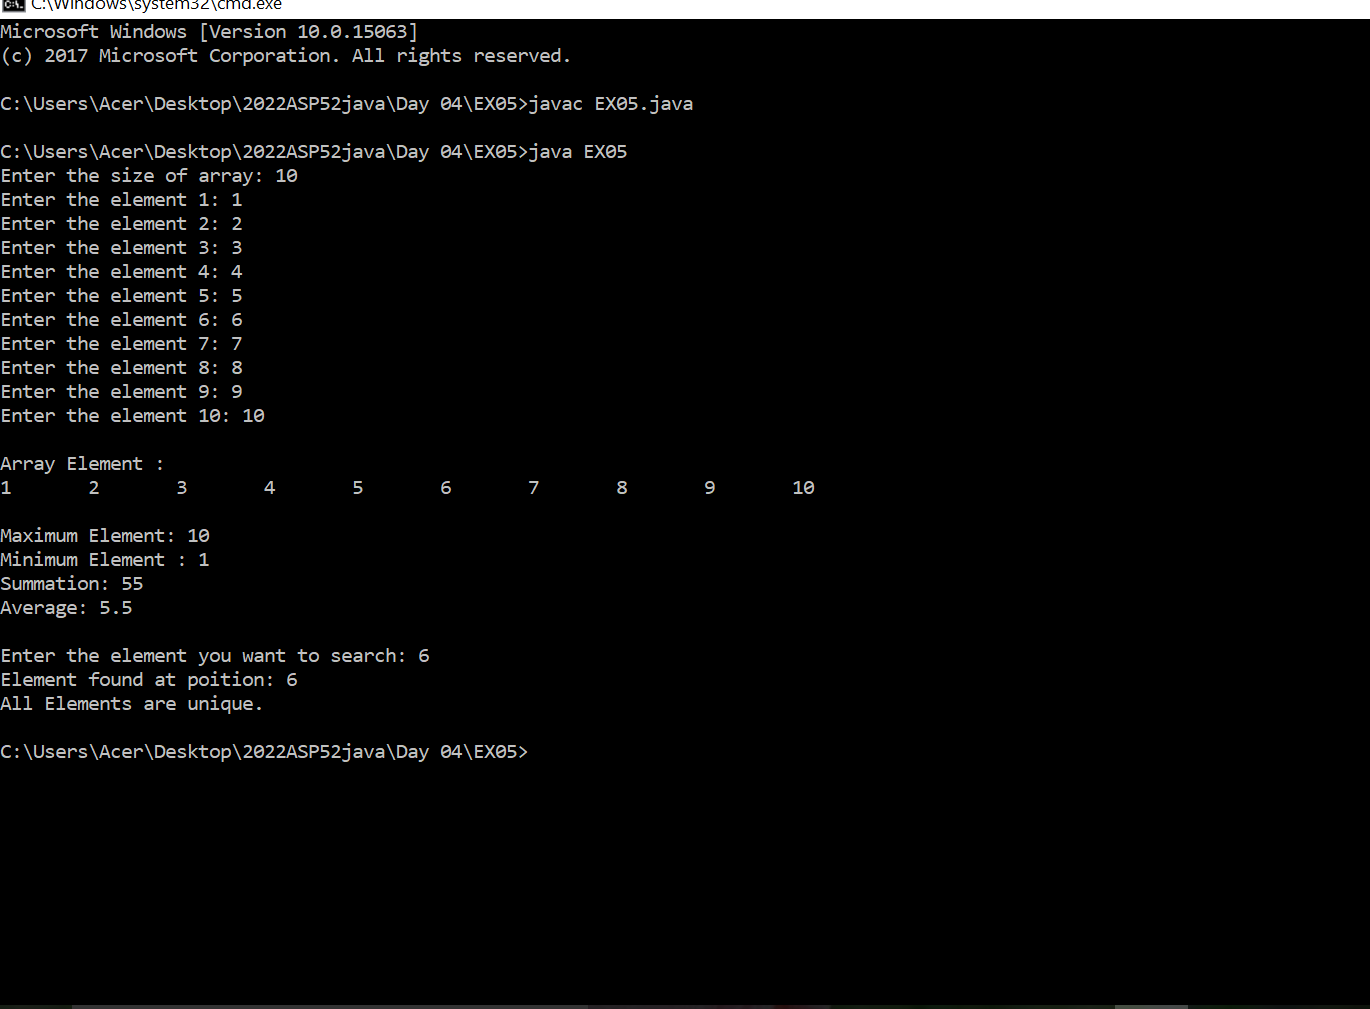 C:\Windows\system32\cmd.exe
Microsoft Windows [Version 10.0.15063]
(c) 2017 Microsoft Corporation. All rights reserved.
C:\Users\Acer\Desktop\2022ASP52java\Day 04\EX05>javac EX05.java
C:\Users\Acer\Desktop\2022ASP52java\Day 04\EX05>java EX05
Enter the size of array: 10
Enter the element 1: 1
Enter the element 2: 2
Enter the element 3: 3
Enter the element 4: 4
Enter the element 5: 5
Enter the element 6: 6
Enter the element 7: 7
Enter the element 8: 8
Enter the element 9: 9
Enter the element 10: 10
Array Element :
1 2 3 4 5 6 7 8 9 10
Maximum Element: 10
Minimum Element : 1
Summation: 55
Average: 5.5
Enter the element you want to search: 6
Element found at poition: 6
All Elements are unique.
C:\Users\Acer\Desktop\2022ASP52java\Day 04\EX05>